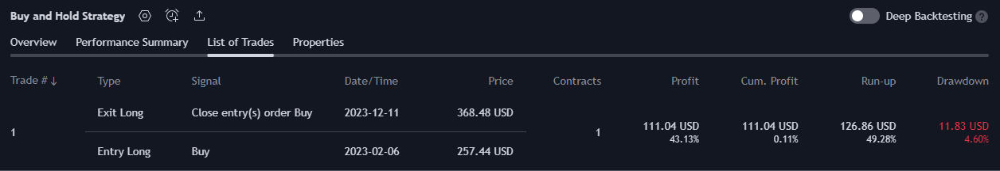 Buy and Hold Strategy
Deep Backtesting ?
Overview Performance Summary List of Trades Properties
Trade # ↓ Type Signal Date/Time Price Contracts Profit Cum. Profit Run-up Drawdown
Exit Long Close entry(s) order Buy 2023-12-11 368.48 USD
1 1 111.04 USD 111.04 USD 126.86 USD 11.83 USD
43.13% 0.11% 49.28% 4.60%
Entry Long Buy 2023-02-06 257.44 USD